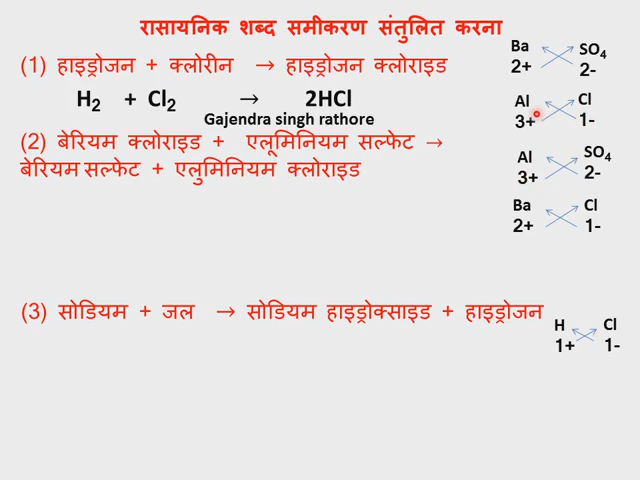 रासायनिक शब्द समीकरण संतुलित करना
(1) हाइड्रोजन + क्लोरीन → हाइड्रोजन क्लोराइड
H₂ + Cl₂ → 2HCl
Gajendra singh rathore
(2) बेरियम क्लोराइड + एलूमिनियम सल्फेट →
बेरियम सल्फेट + एलुमिनियम क्लोराइड
(3) सोडियम + जल → सोडियम हाइड्रोक्साइड + हाइड्रोजन
Ba SO₄
2+ 2-
Al Cl
3+ 1-
Al SO₄
3+ 2-
Ba Cl
2+ 1-
H Cl
1+ 1-